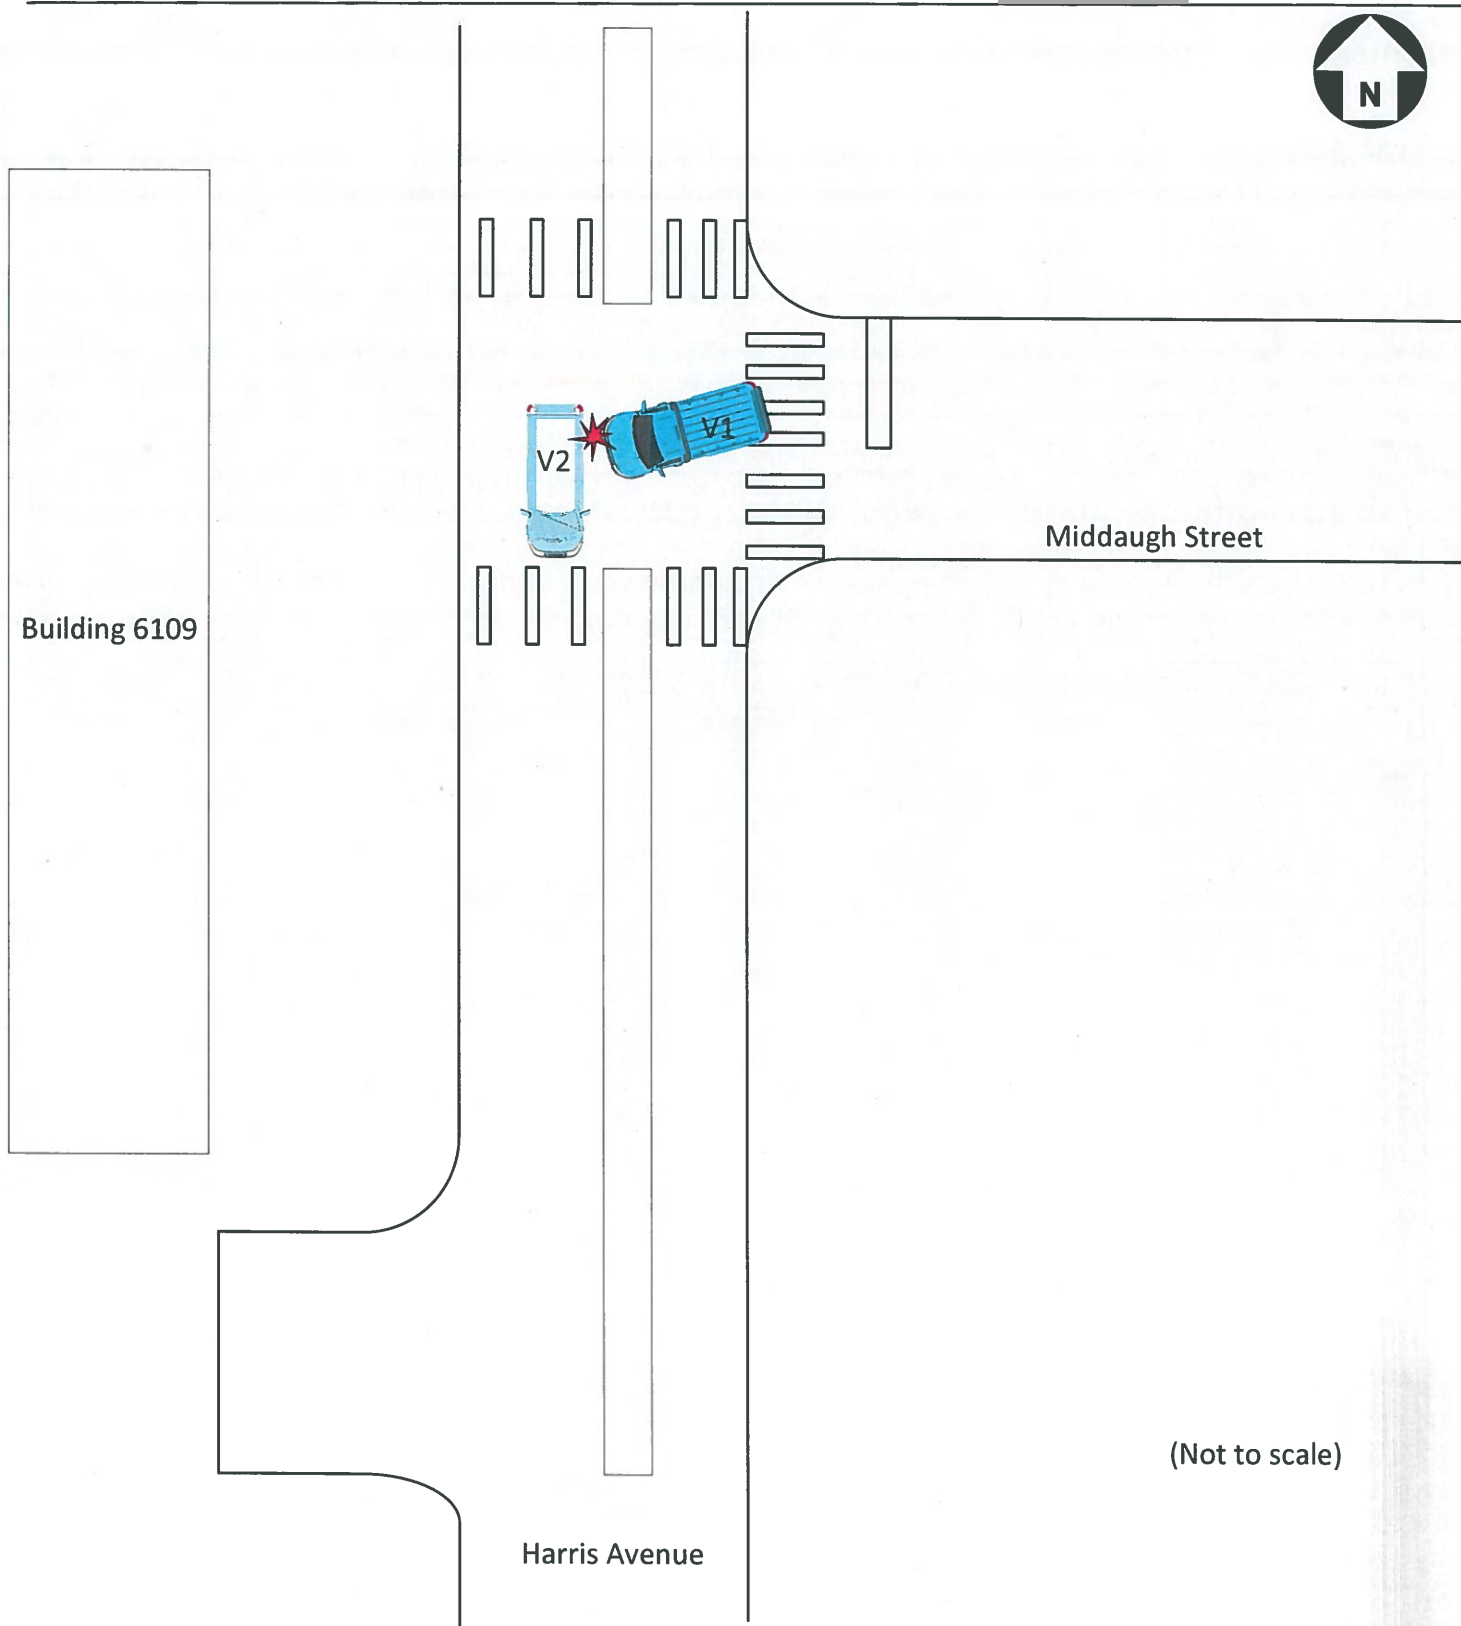 N
V1
V2
Middaugh Street
Building 6109
(Not to scale)
Harris Avenue